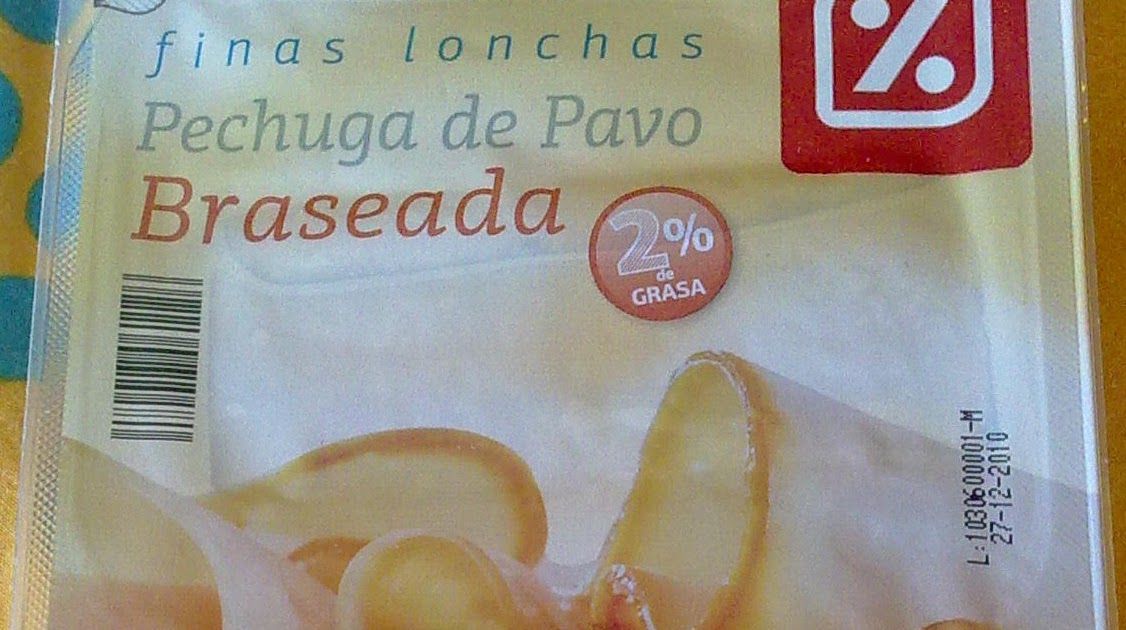 finas lonchas
Pechuga de Pavo
Braseada
2%
de
GRASA
%
L:1030600001-M
27-12-2010